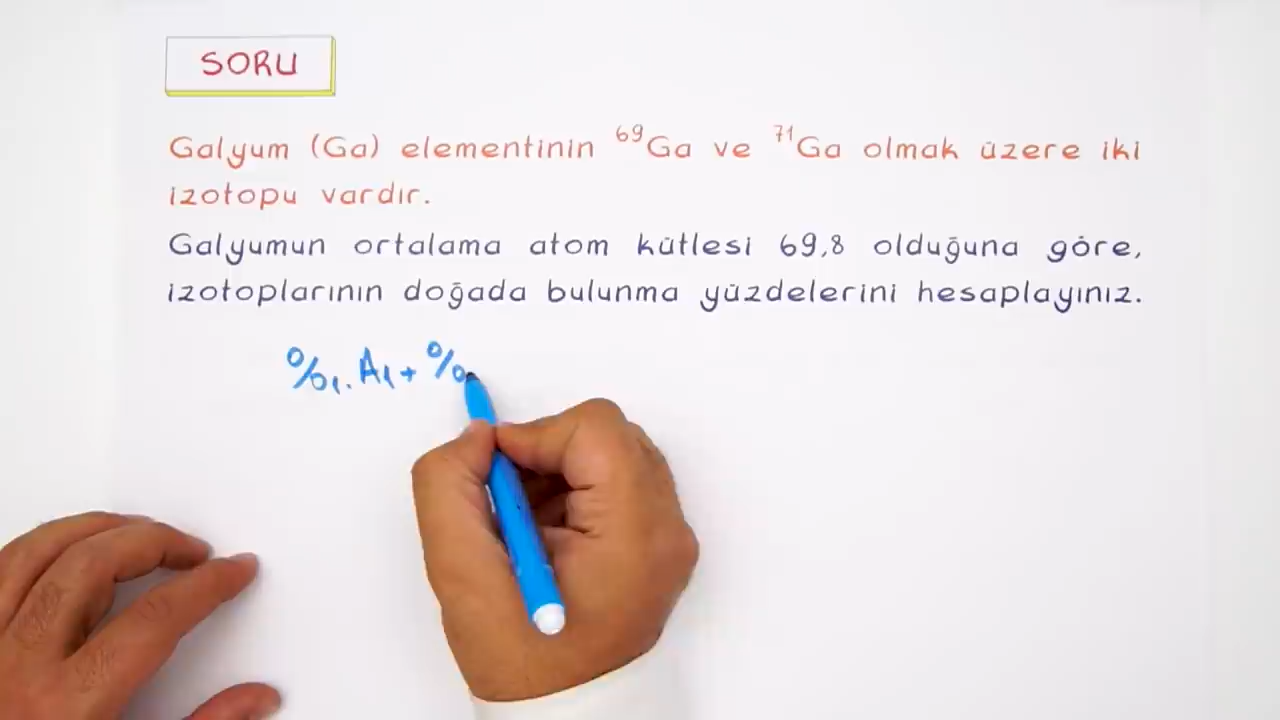 SORU
Galyum (Ga) elementinin ⁶⁹Ga ve ⁷¹Ga olmak üzere iki
izotopu vardır.
Galyumun ortalama atom kütlesi 69,8 olduğuna göre,
izotoplarının doğada bulunma yüzdelerini hesaplayınız.
%₁. A₁ + %